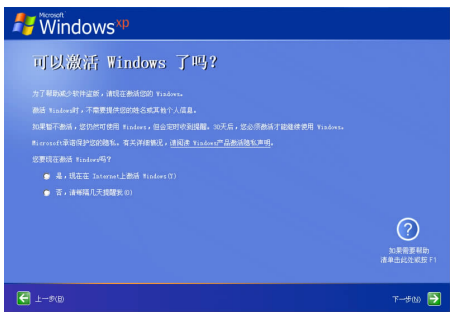 Microsoft
Windows xp
可以激活 Windows 了吗?
为了帮助减少软件盗版，请现在激活您的 Windows。
激活 Windows时，不需要提供您的姓名或其他个人信息。
如果暂不激活，您仍然可使用 Windows，但会定时收到提醒。30天后，您必须激活才能继续使用 Windows。
Microsoft承诺保护您的隐私。有关详细情况，请阅读 Windows产品激活隐私声明。
您要现在激活 Windows吗?
是，现在在 Internet上激活 Windows(Y)
否，请每隔几天提醒我(O)
如果需要帮助
请单击此处或按 F1
上一步(B)
下一步(N)